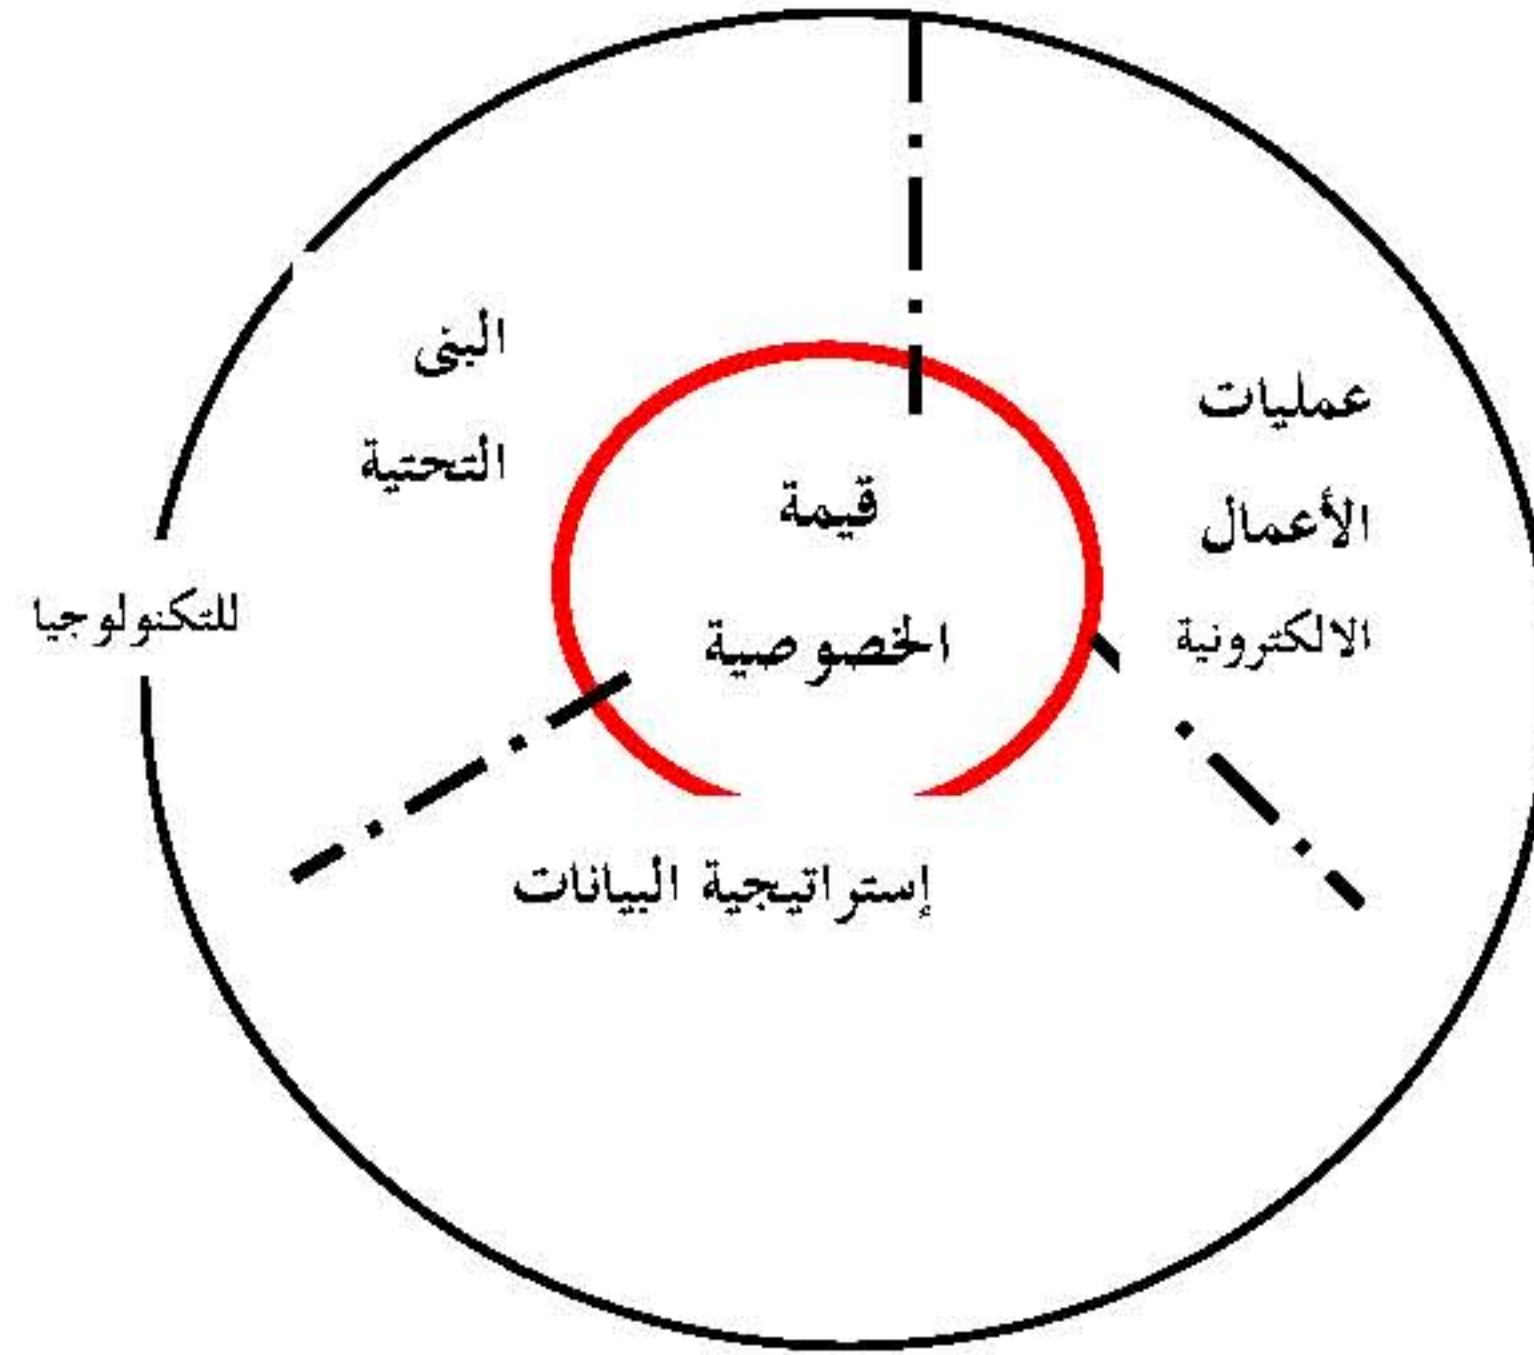 البنى
التحتية
للتكنولوجيا
عمليات
الأعمال
الالكترونية
قيمة
الخصوصية
إستراتيجية البيانات